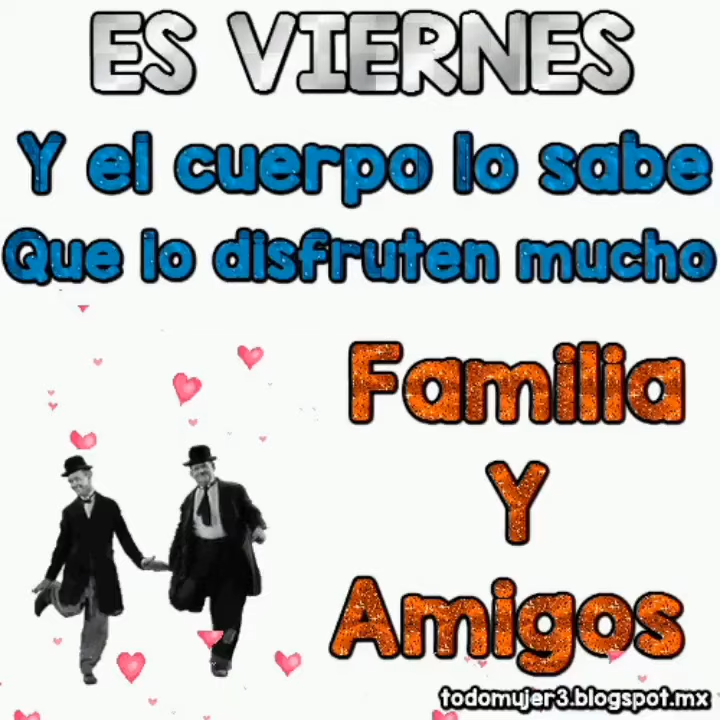 ES VIERNES
Y el cuerpo lo sabe
Que lo disfruten mucho
Familia
Y
Amigos
todomujer3.blogspot.mx